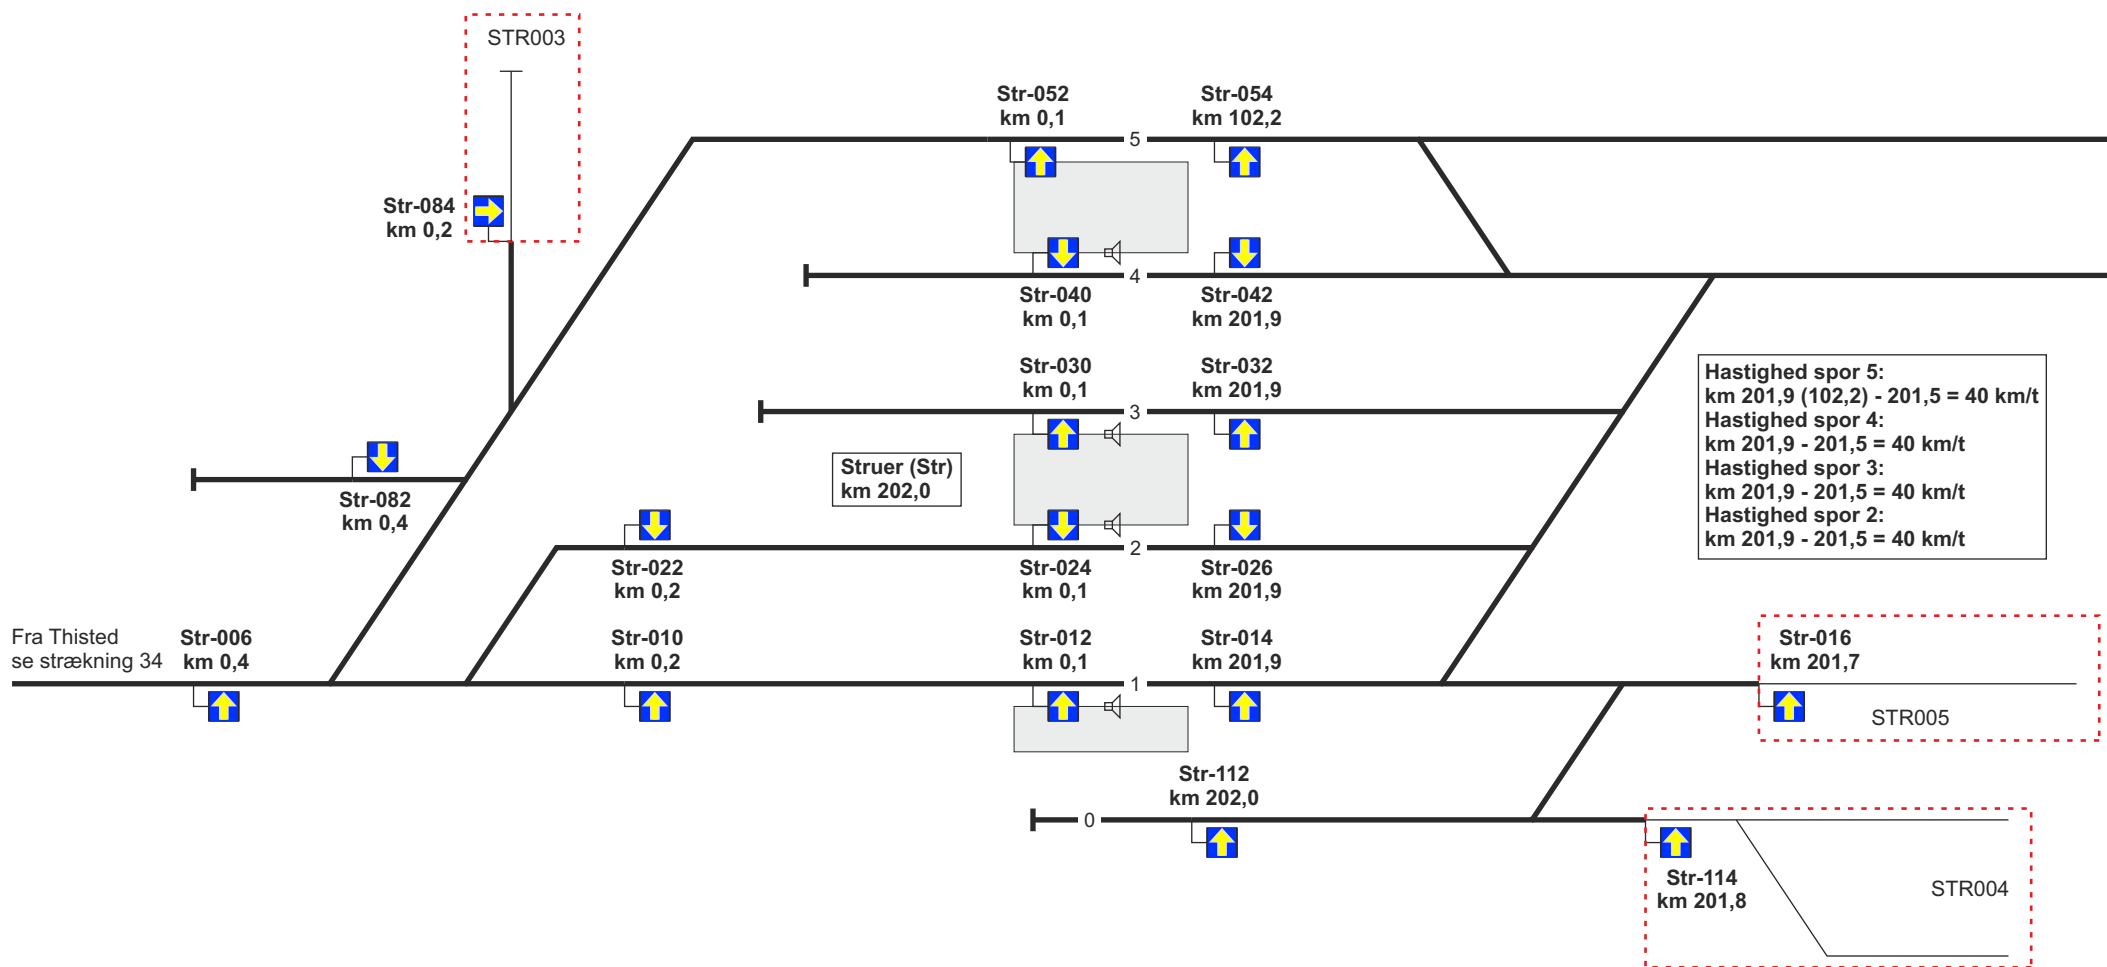 STR003
Str-052
km 0,1
Str-054
km 102,2
5
Str-084
km 0,2
4
Str-040
km 0,1
Str-042
km 201,9
Str-030
km 0,1
Str-032
km 201,9
3
Hastighed spor 5:
km 201,9 (102,2) - 201,5 = 40 km/t
Hastighed spor 4:
km 201,9 - 201,5 = 40 km/t
Hastighed spor 3:
km 201,9 - 201,5 = 40 km/t
Hastighed spor 2:
km 201,9 - 201,5 = 40 km/t
Struer (Str)
km 202,0
Str-082
km 0,4
2
Str-022
km 0,2
Str-024
km 0,1
Str-026
km 201,9
Fra Thisted
se strækning 34
Str-006
km 0,4
Str-010
km 0,2
Str-012
km 0,1
Str-014
km 201,9
Str-016
km 201,7
1
STR005
Str-112
km 202,0
0
Str-114
km 201,8
STR004